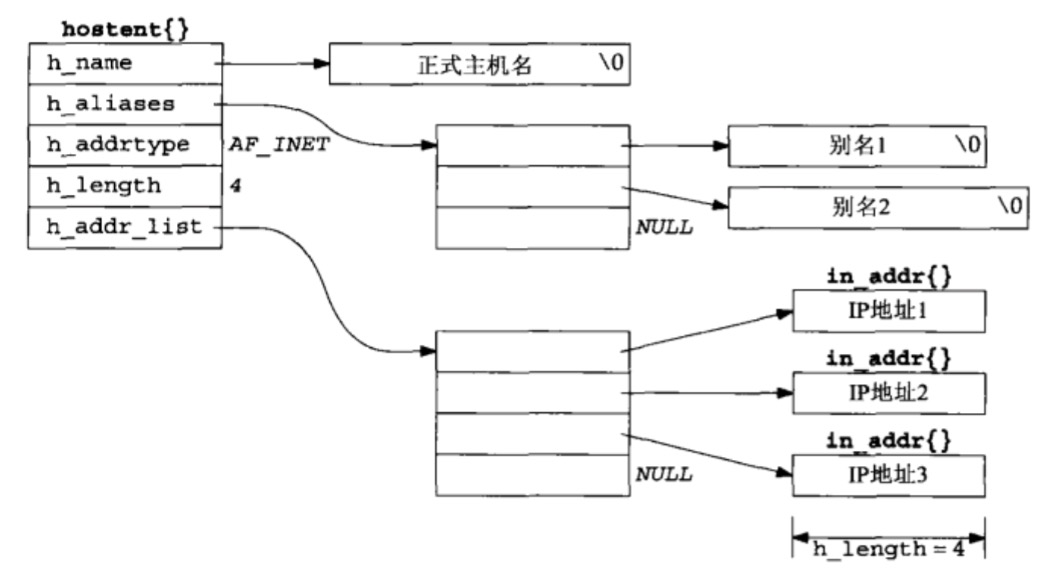 hostent{}
h_name
正式主机名 \0
h_aliases
h_addrtype AF_INET
别名1 \0
h_length 4
别名2 \0
h_addr_list
NULL
in_addr{}
IP地址1
in_addr{}
IP地址2
in_addr{}
IP地址3
NULL
h_length = 4